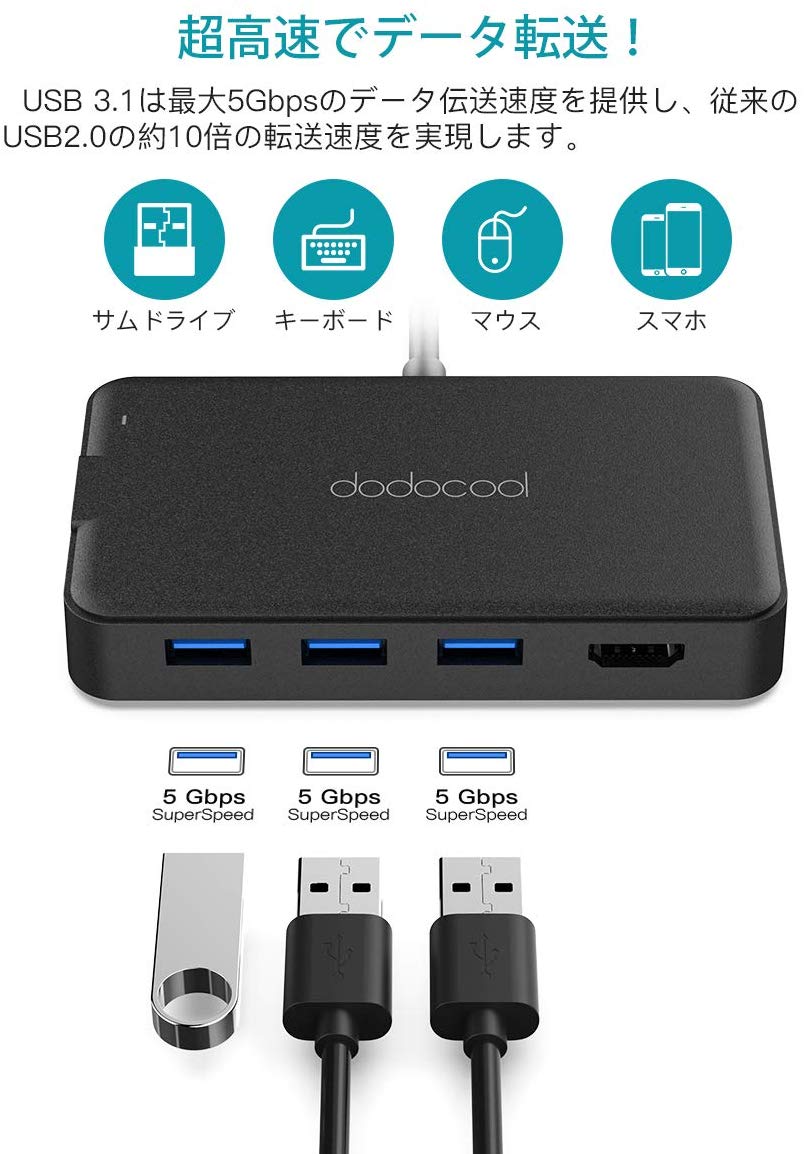 超高速でデータ転送！
USB 3.1は最大5Gbpsのデータ伝送速度を提供し、従来の
USB2.0の約10倍の転送速度を実現します。
サムドライブ キーボード マウス スマホ
dodocool
5 Gbps 5 Gbps 5 Gbps
SuperSpeed SuperSpeed SuperSpeed